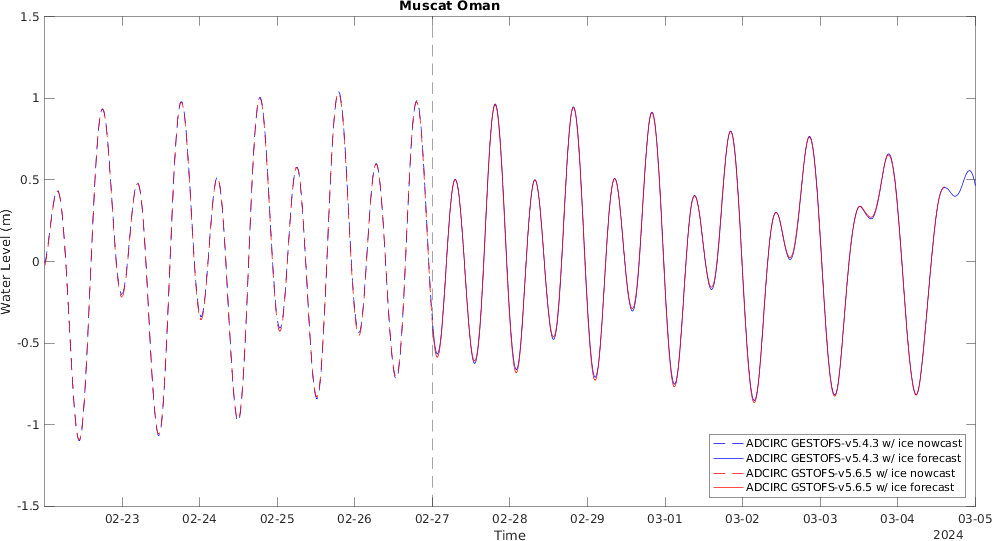 Muscat Oman
1.5
1
0.5
0
-0.5
-1
-1.5
Water Level (m)
02-23 02-24 02-25 02-26 02-27 02-28 02-29 03-01 03-02 03-03 03-04 03-05
Time
2024
ADCIRC GESTOFS-v5.4.3 w/ ice nowcast
ADCIRC GESTOFS-v5.4.3 w/ ice forecast
ADCIRC GSTOFS-v5.6.5 w/ ice nowcast
ADCIRC GSTOFS-v5.6.5 w/ ice forecast